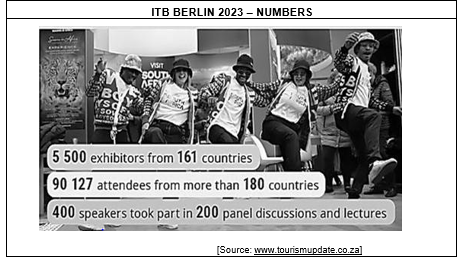 ITB BERLIN 2023 – NUMBERS
EXPERIENCE
VISIT
SOUTH
5 500 exhibitors from 161 countries
90 127 attendees from more than 180 countries
400 speakers took part in 200 panel discussions and lectures
[Source: www.tourismupdate.co.za]